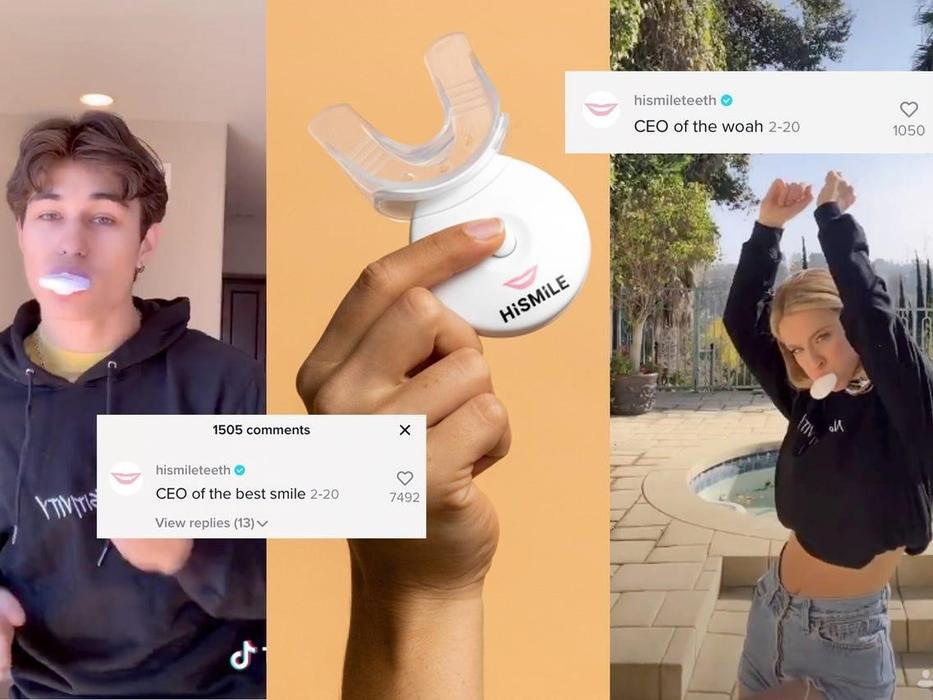 hismileteeth
CEO of the woah 2-20
1050
HiSMiLE
1505 comments
hismileteeth
CEO of the best smile 2-20
7492
View replies (13)